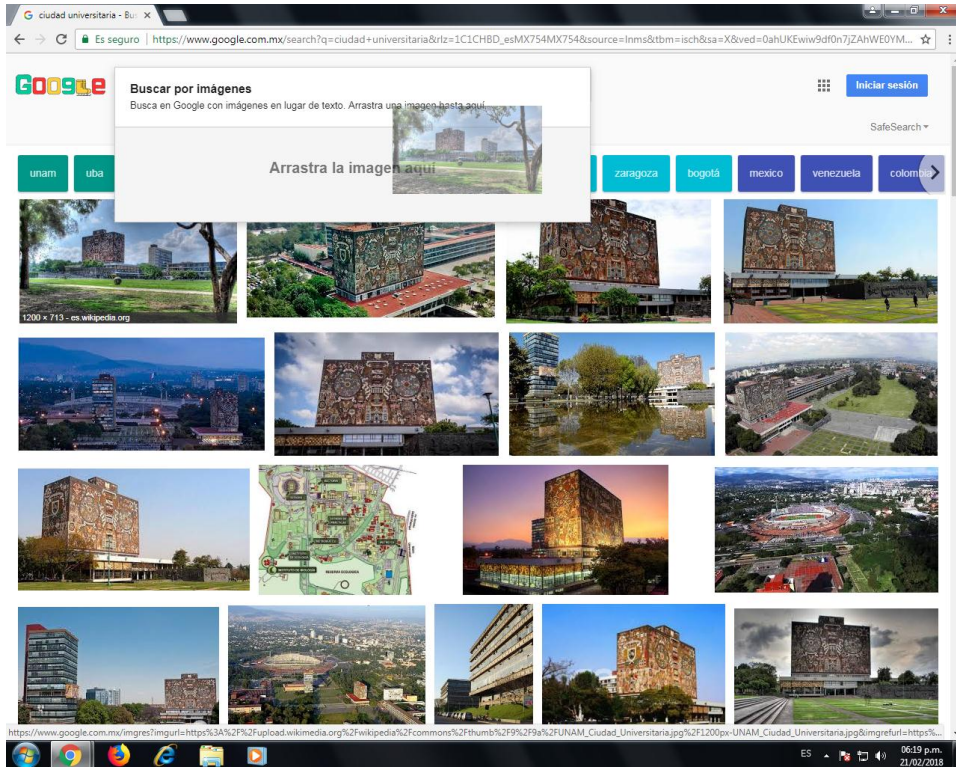 ciudad universitaria - Bus
Es seguro
https://www.google.com.mx/search?q=ciudad+universitaria&rlz=1C1CHBD_esMX754MX754&source=lnms&tbm=isch&sa=X&ved=0ahUKEwiw9df0n7jZAhWE0YM...
Google
Buscar por imágenes
Busca en Google con imágenes en lugar de texto. Arrastra una imagen hasta aquí.
Arrastra la imagen aquí
Iniciar sesión
SafeSearch
unam
uba
zaragoza
bogotá
mexico
venezuela
colombia
1200 × 713 - es.wikipedia.org
https://www.google.com.mx/imgres?imgurl=https%3A%2F%2Fupload.wikimedia.org%2Fwikipedia%2Fcommons%2Fthumb%2F9%2F9a%2FUNAM_Ciudad_Universitaria.jpg%2F1200px-UNAM_Ciudad_Universitaria.jpg&imgrefurl=https%...
ES
06:19 p.m.
21/02/2018